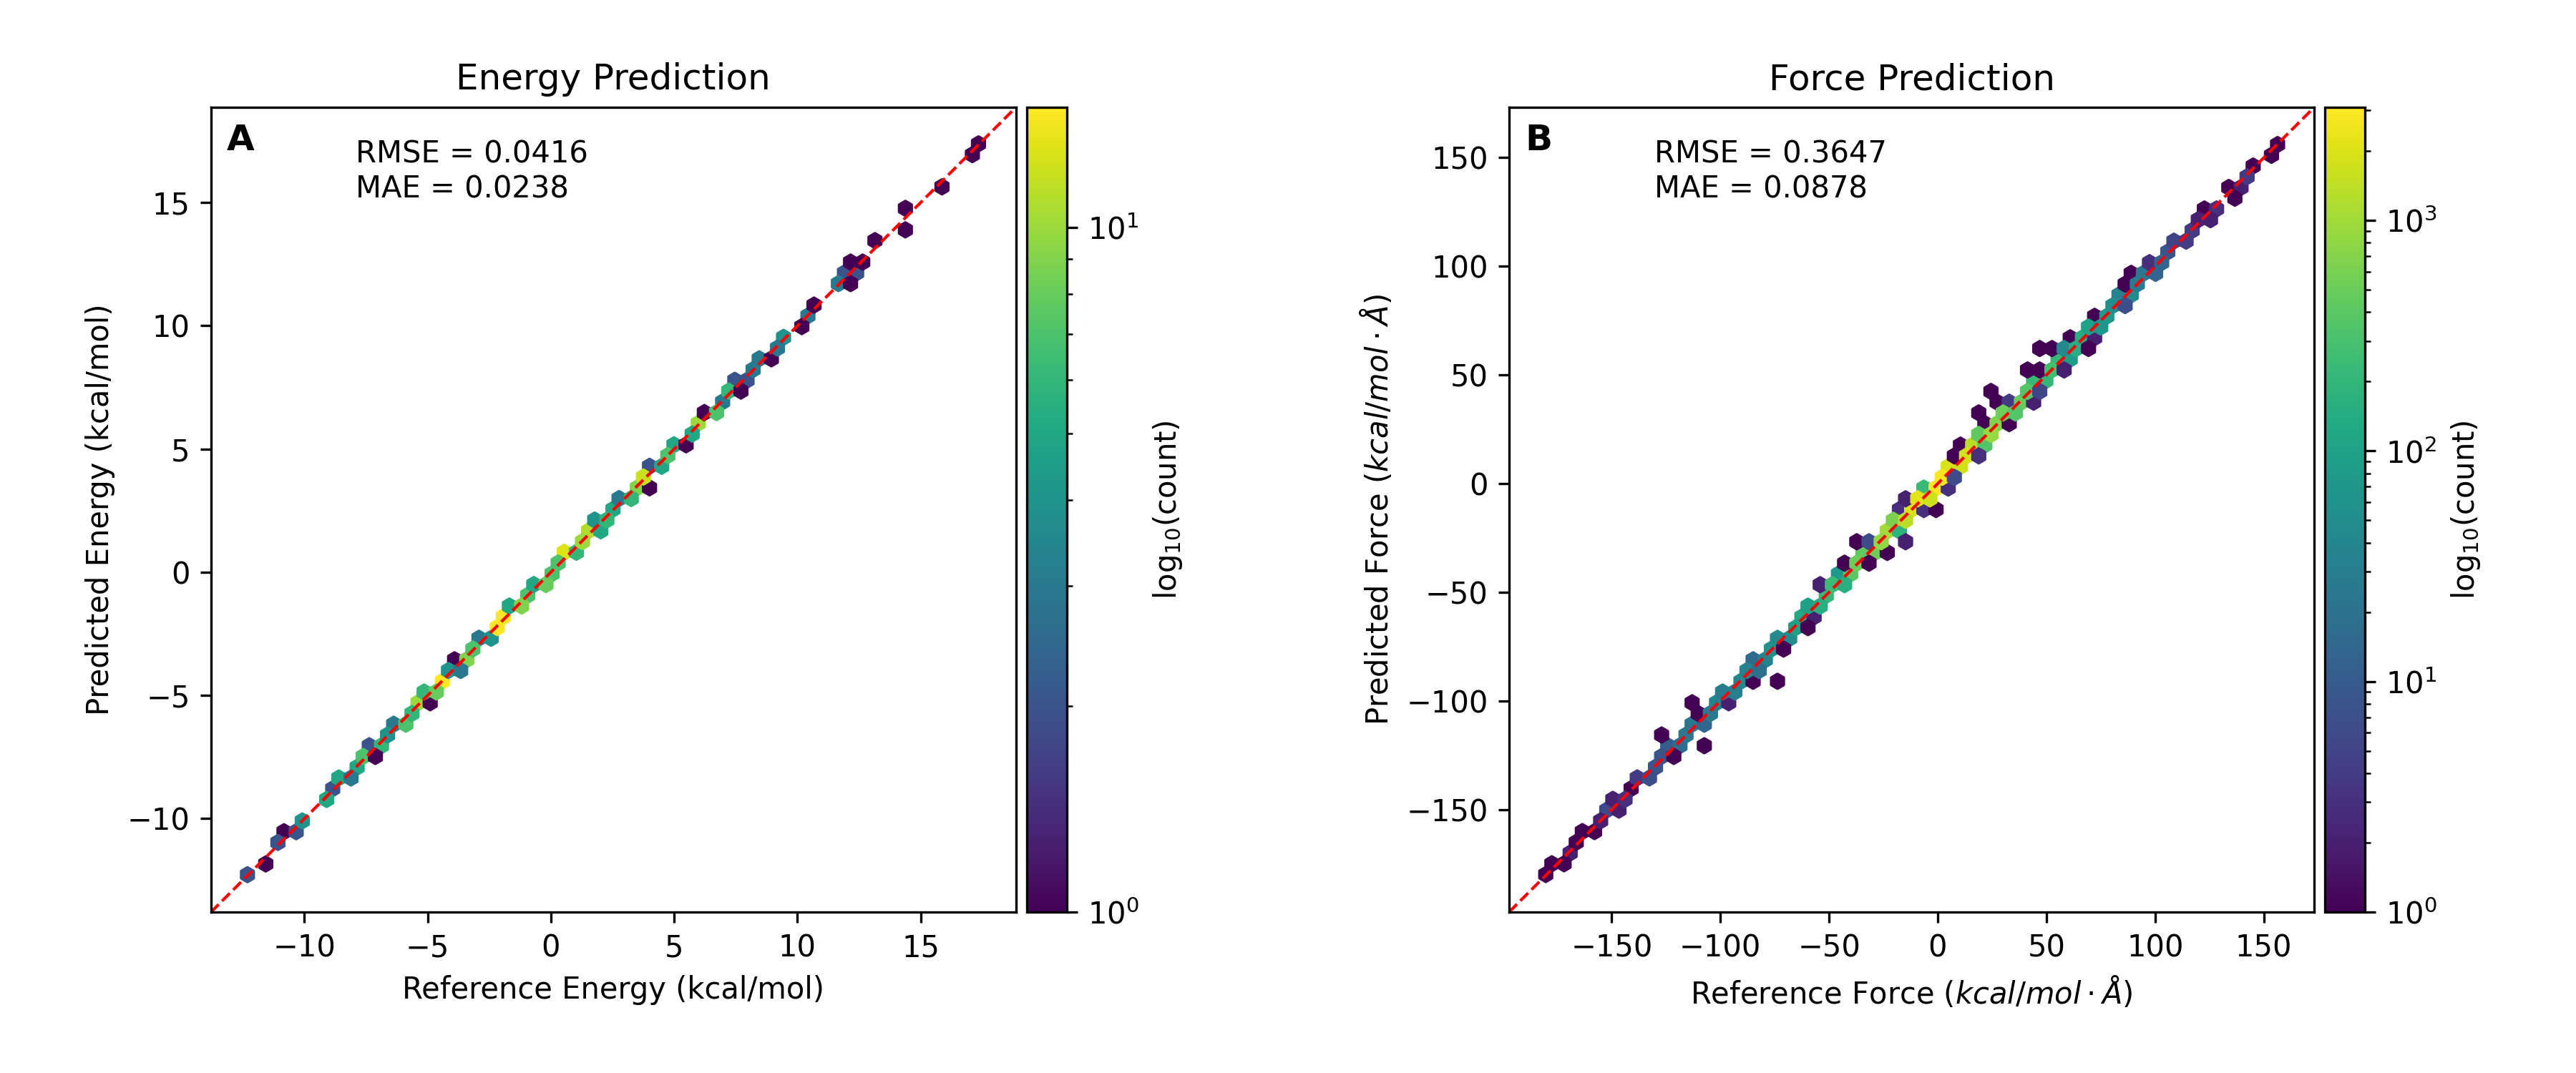 Energy Prediction
A
RMSE = 0.0416
MAE = 0.0238
15
10
5
0
−5
−10
−10
−5
0
5
10
15
Predicted Energy (kcal/mol)
Reference Energy (kcal/mol)
10¹
10⁰
log₁₀(count)
Force Prediction
B
RMSE = 0.3647
MAE = 0.0878
150
100
50
0
−50
−100
−150
−150
−100
−50
0
50
100
150
Predicted Force (kcal/mol · Å)
Reference Force (kcal/mol · Å)
10³
10²
10¹
10⁰
log₁₀(count)